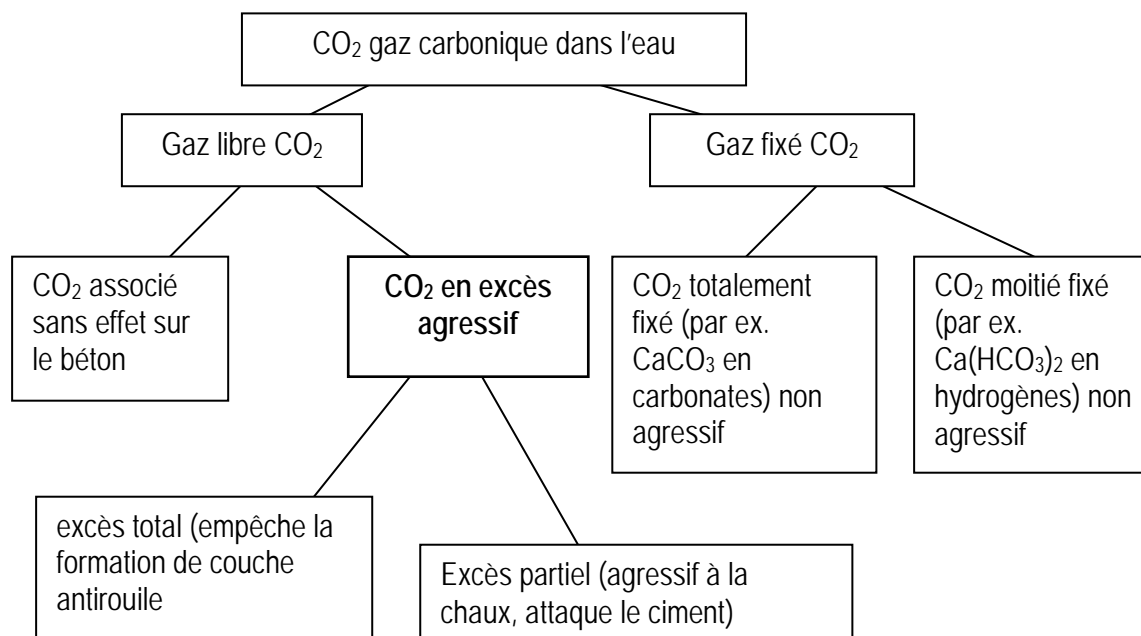 CO₂ gaz carbonique dans l'eau
Gaz libre CO₂
Gaz fixé CO₂
CO₂ associé
sans effet sur
le béton
CO₂ en excès
agressif
CO₂ totalement
fixé (par ex.
CaCO₃ en
carbonates) non
agressif
CO₂ moitié fixé
(par ex.
Ca(HCO₃)₂ en
hydrogènes) non
agressif
excès total (empêche la
formation de couche
antirouile
Excès partiel (agressif à la
chaux, attaque le ciment)